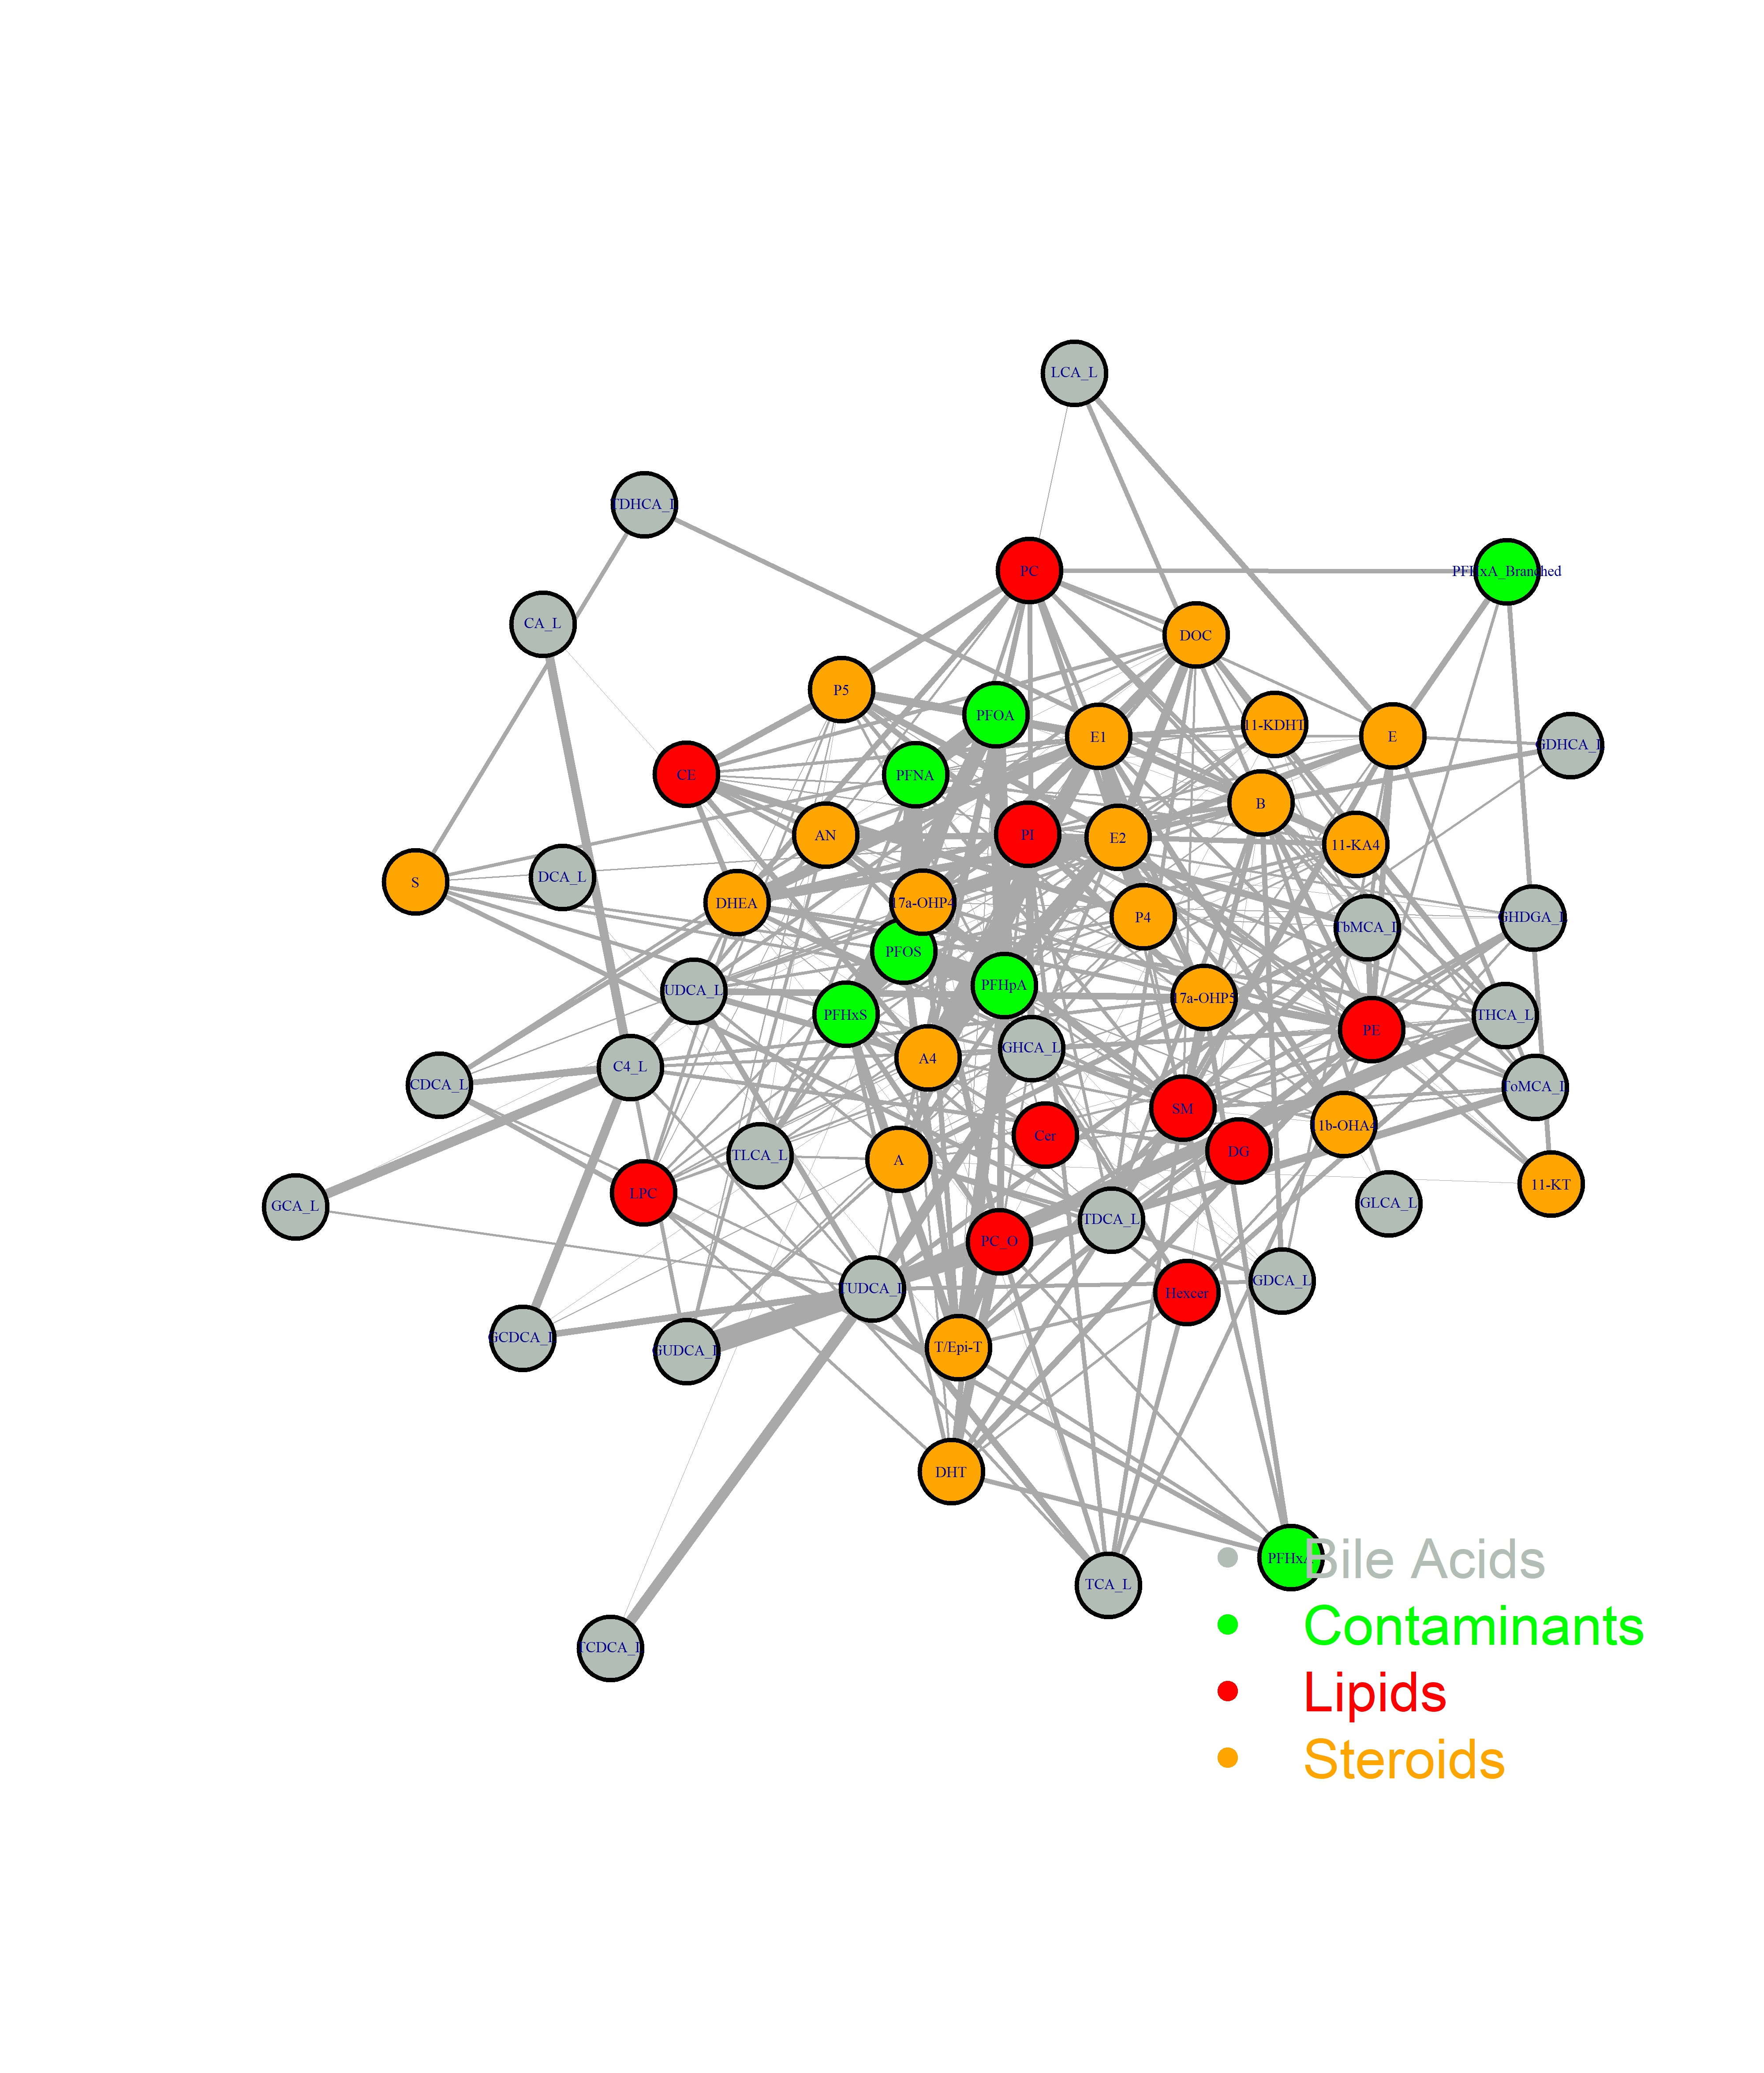 LCA_L
TDHCA_L
PC
PFHxA_Branched
CA_L
DOC
P5
PFOA
11-KDHT
E1
E
GDHCA_L
CE
PFNA
B
AN
PI
E2
11-KA4
DCA_L
S
DHEA
17a-OHP4
P4
TbMCA_L
GHDGA_L
PFOS
UDCA_L
PFHpA
17a-OHP5
PFHxS
THCA_L
PE
GHCA_L
A4
C4_L
CDCA_L
ToMCA_L
SM
1b-OHA4
Cer
DG
TLCA_L
A
11-KT
LPC
GLCA_L
GCA_L
TDCA_L
PC_O
GDCA_L
TUDCA_L
Hexcer
GCDCA_L
T/Epi-T
GUDCA_L
DHT
PFHxA
TCA_L
TCDCA_L
Bile Acids
Contaminants
Lipids
Steroids